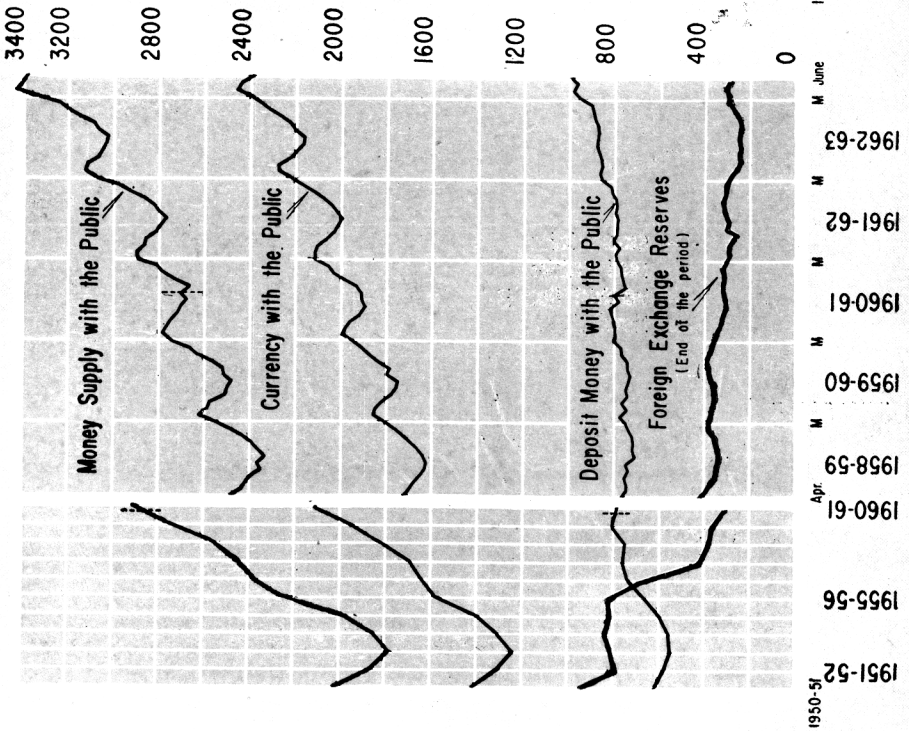 3400
3200
2800
2400
2000
1600
1200
800
400
0
Money Supply with the Public
Currency with the Public
Deposit Money with the Public
Foreign Exchange Reserves
(End of the period)
1950-51
1951-52
1955-56
1960-61
Apr.
1958-59
M
1959-60
M
1960-61
M
1961-62
M
1962-63
M
June